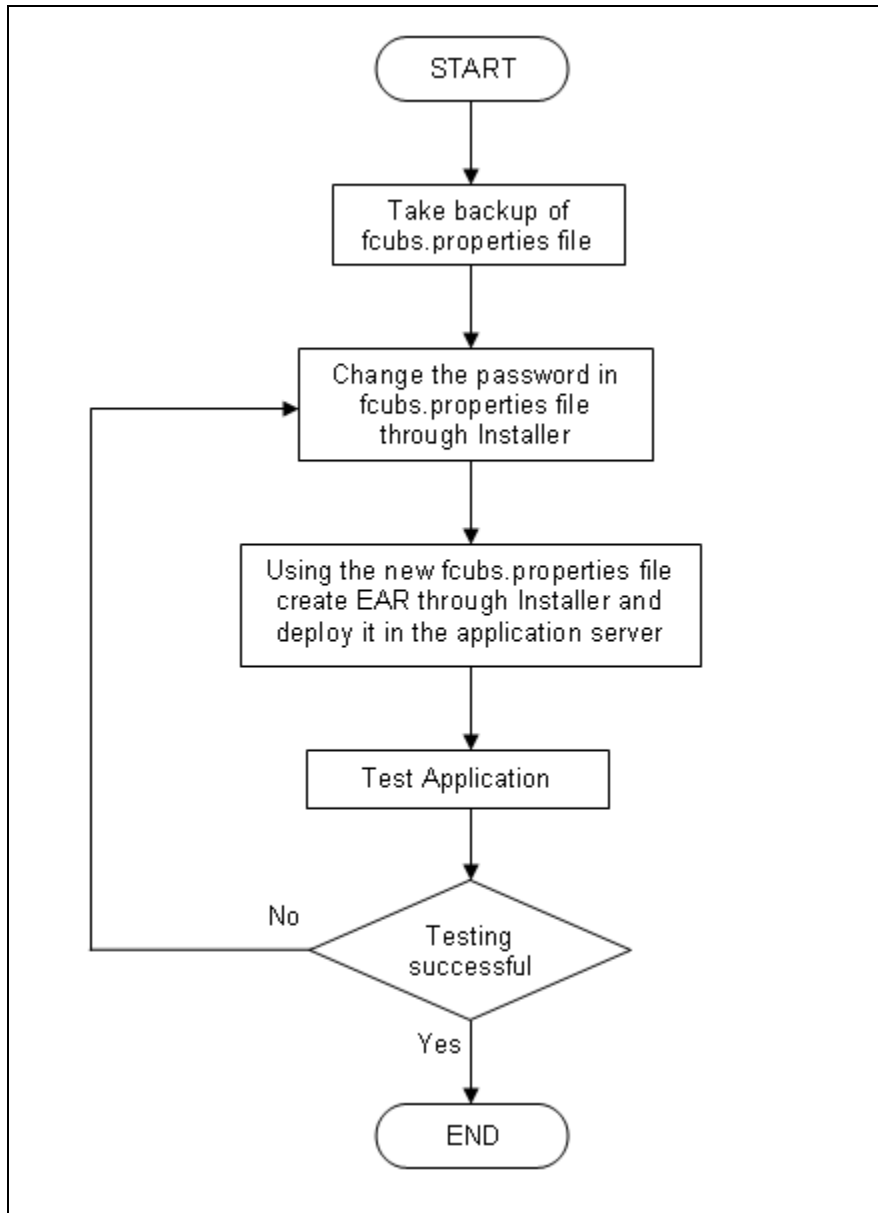 START
Take backup of
fcubs.properties file
Change the password in
fcubs.properties file
through Installer
Using the new fcubs.properties file
create EAR through Installer and
deploy it in the application server
Test Application
Testing
successful
No
Yes
END